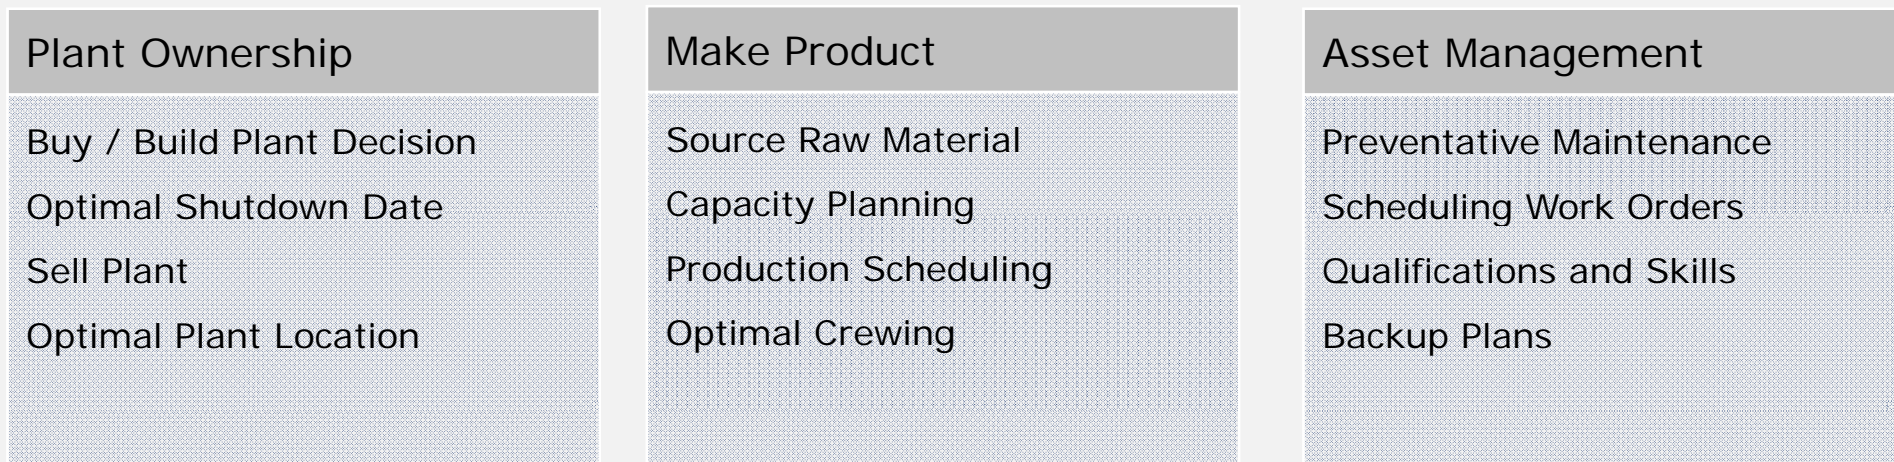 Plant Ownership
Buy / Build Plant Decision
Optimal Shutdown Date
Sell Plant
Optimal Plant Location
Make Product
Source Raw Material
Capacity Planning
Production Scheduling
Optimal Crewing
Asset Management
Preventative Maintenance
Scheduling Work Orders
Qualifications and Skills
Backup Plans